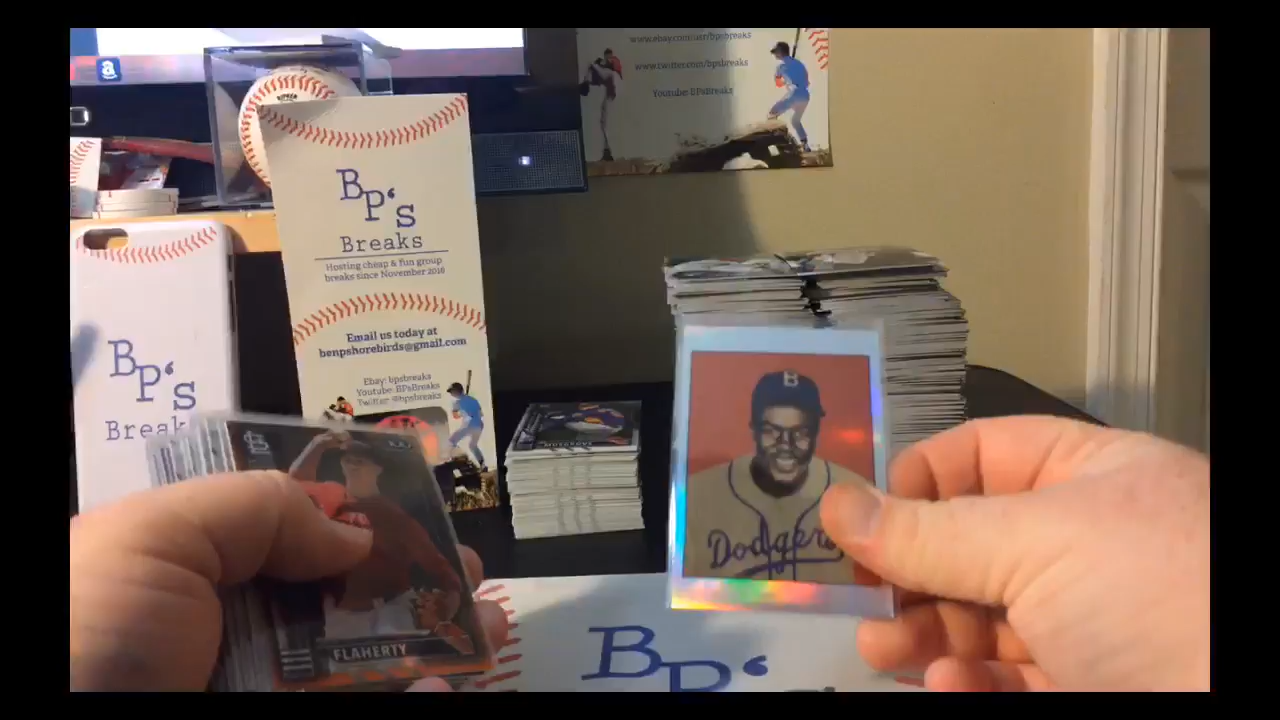 www.ebay.com/usr/bpsbreaks
www.twitter.com/bpsbreaks
Youtube: BPsBreaks
BP's
Breaks
Hosting cheap & fun group
breaks since November 2016
Email us today at
benpshorebirds@gmail.com
Ebay: bpsbreaks
Youtube: BPsBreaks
Twitter: @bpsbreaks
BP's
Breaks
B
Dodgers
FLAHERTY
BP'